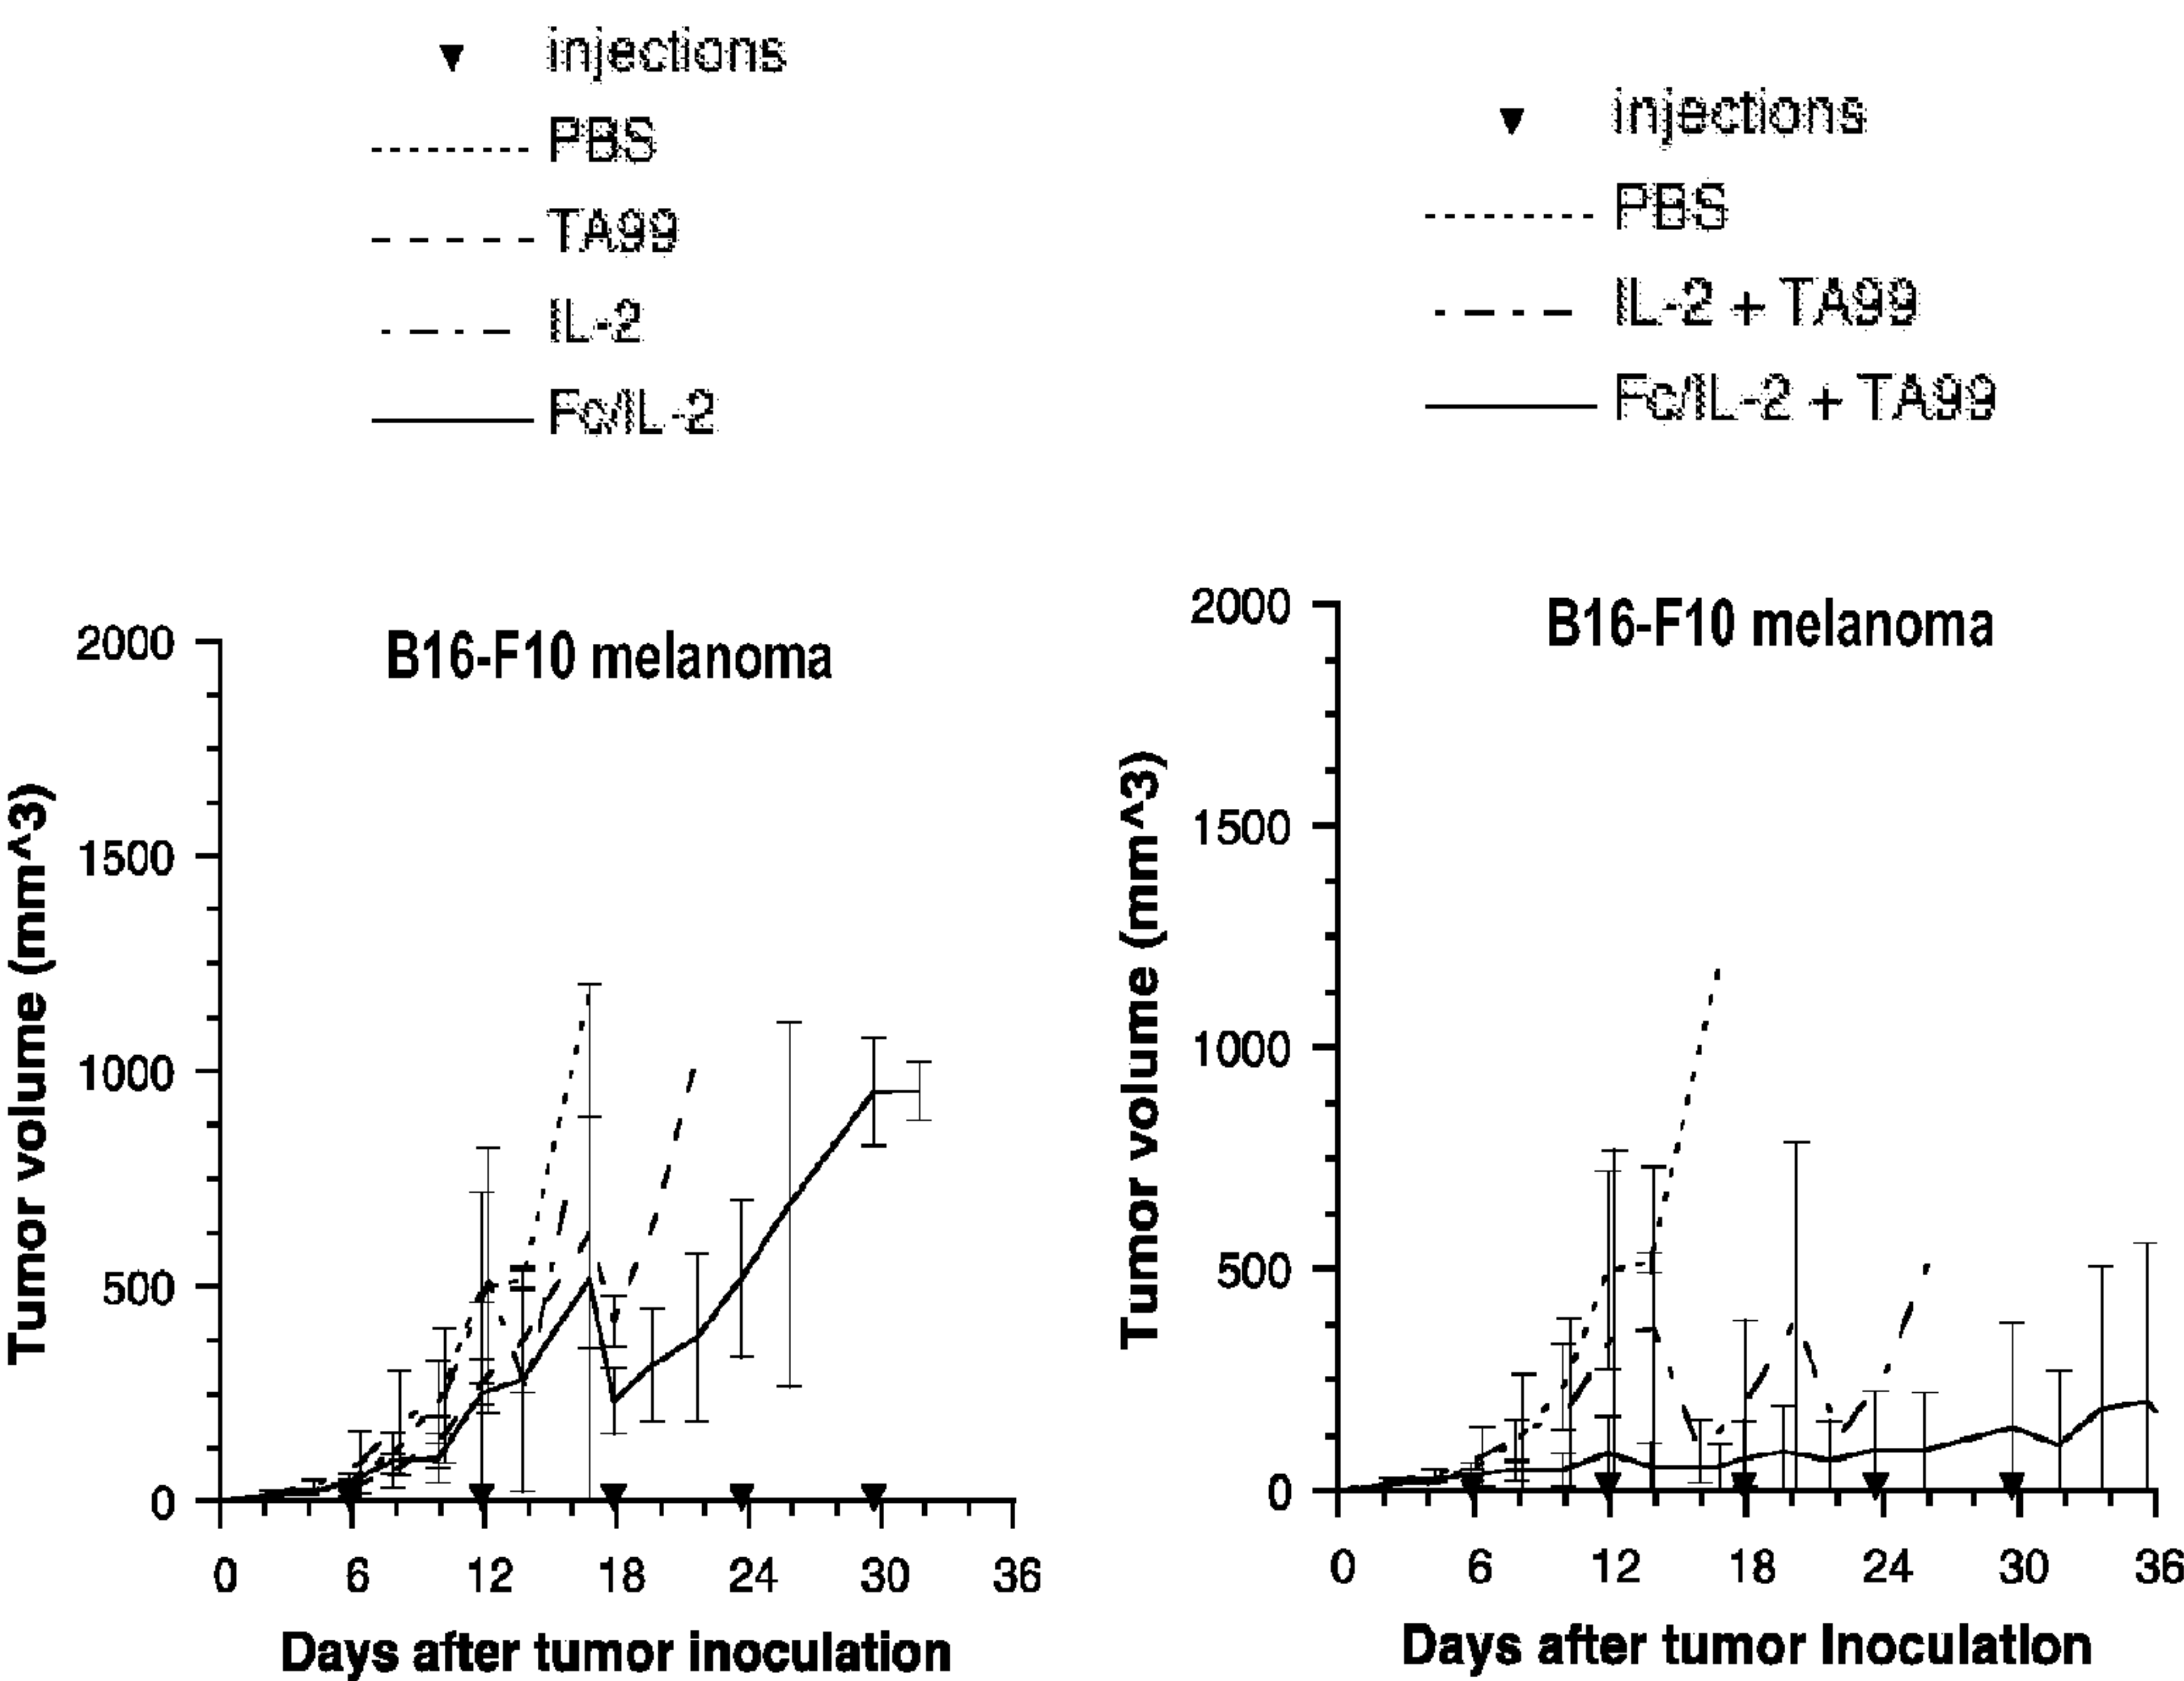 injections
PBS
TA99
IL-2
Fc/IL-2
B16-F10 melanoma
Tumor volume (mm^3)
2000
1500
1000
500
0
0 6 12 18 24 30 36
Days after tumor inoculation
injections
PBS
IL-2 + TA99
Fc/IL-2 + TA99
B16-F10 melanoma
Tumor volume (mm^3)
2000
1500
1000
500
0
0 6 12 18 24 30 36
Days after tumor Inoculation